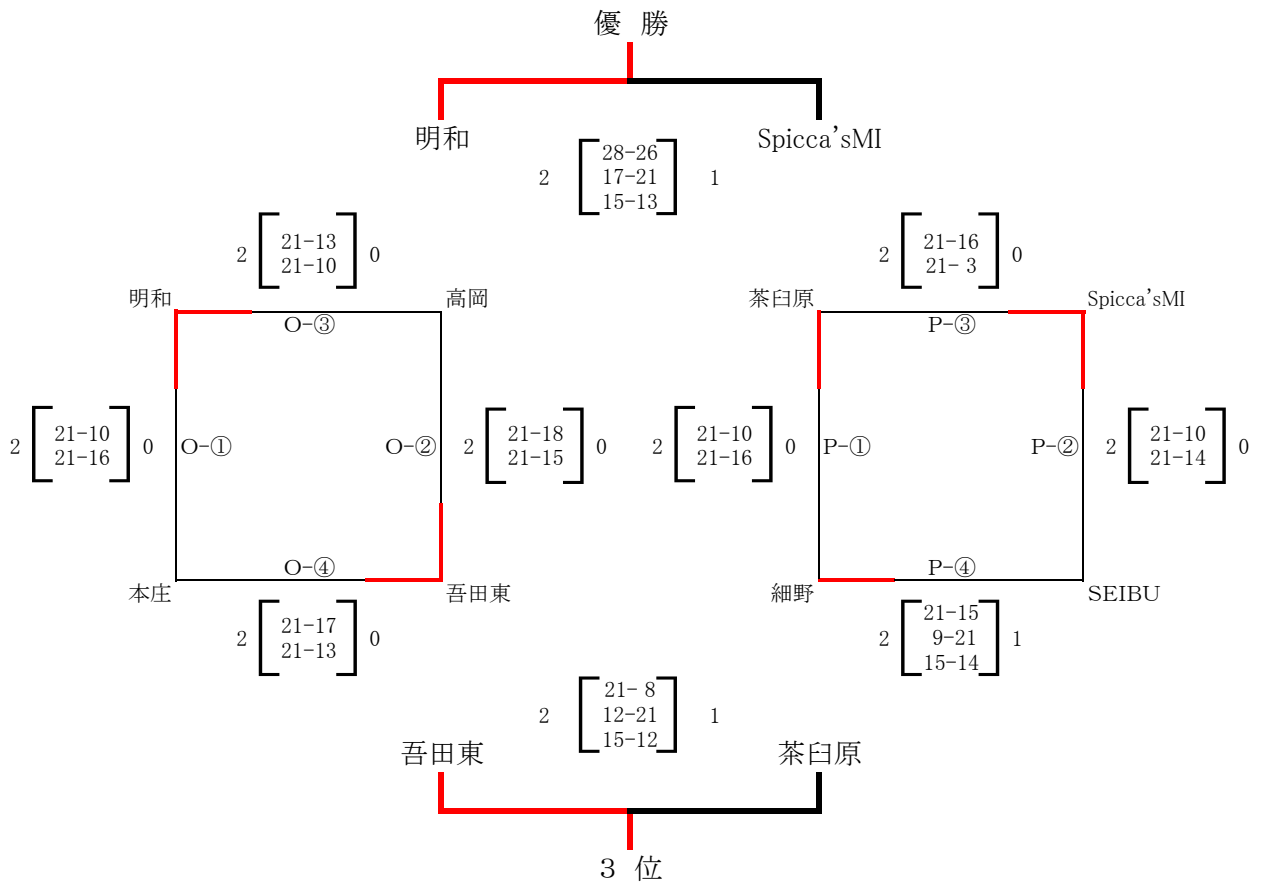 優 勝
明和 Spicca'sMI
2 28-26 1
17-21
15-13
2 21-13 0
21-10
2 21-16 0
21- 3
明和 高岡
O-③
茶臼原 Spicca'sMI
P-③
2 21-10 0
21-16
O-①
O-②
2 21-18 0
21-15
2 21-10 0
21-16
P-①
P-②
2 21-10 0
21-14
O-④
本庄 吾田東
P-④
細野 SEIBU
2 21-17 0
21-13
2 21-15 1
9-21
15-14
2 21- 8 1
12-21
15-12
吾田東 茶臼原
3 位